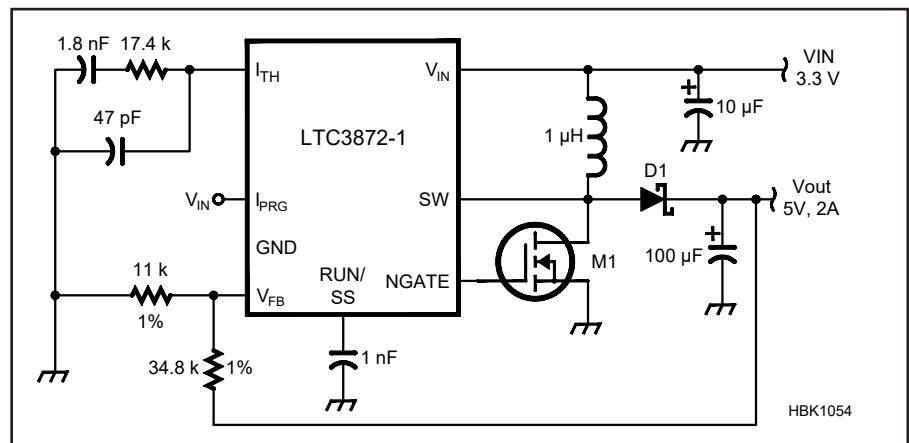 1.8 nF
17.4 k
47 pF
I_TH
V_IN
LTC3872-1
V_IN
I_PRG
SW
GND
RUN/
SS
NGATE
V_FB
11 k
1%
34.8 k
1%
1 nF
1 µH
VIN
3.3 V
+
10 µF
D1
Vout
5V, 2A
+
100 µF
M1
HBK1054